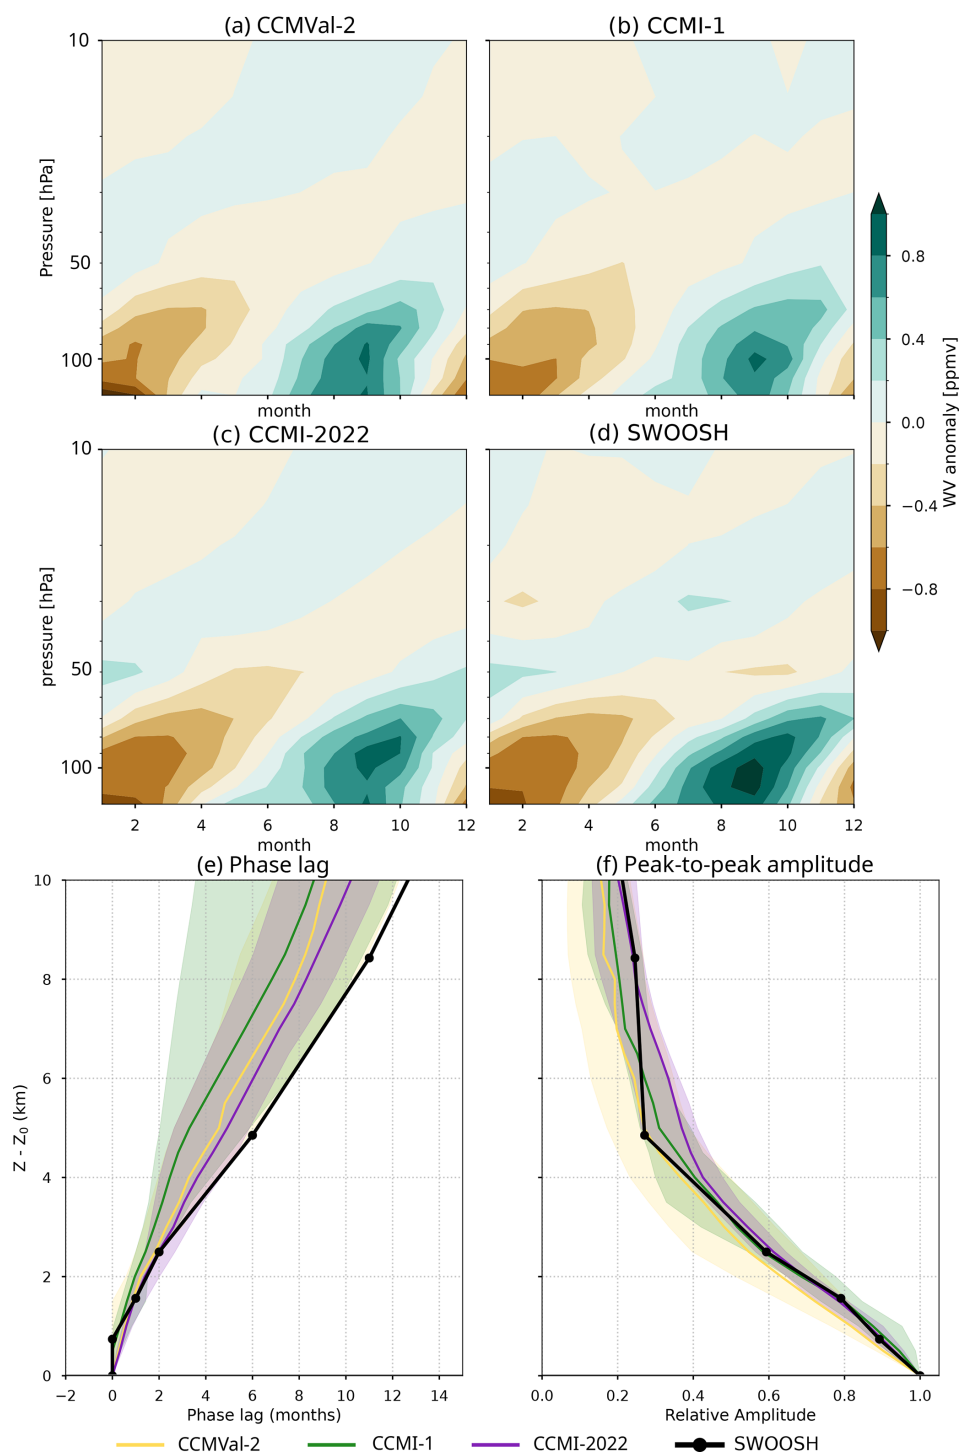 (a) CCMVal-2
(b) CCMI-1
10
50
100
Pressure [hPa]
month
month
(c) CCMI-2022
(d) SWOOSH
10
50
100
pressure [hPa]
2 4 6 8 10 12
2 4 6 8 10 12
month
month
0.8
0.4
0.0
−0.4
−0.8
WV anomaly [ppmv]
(e) Phase lag
(f) Peak-to-peak amplitude
10
8
6
4
2
0
Z - Z0 (km)
−2 0 2 4 6 8 10 12 14
0.0 0.2 0.4 0.6 0.8 1.0
Phase lag (months)
Relative Amplitude
CCMVal-2 CCMI-1 CCMI-2022 SWOOSH